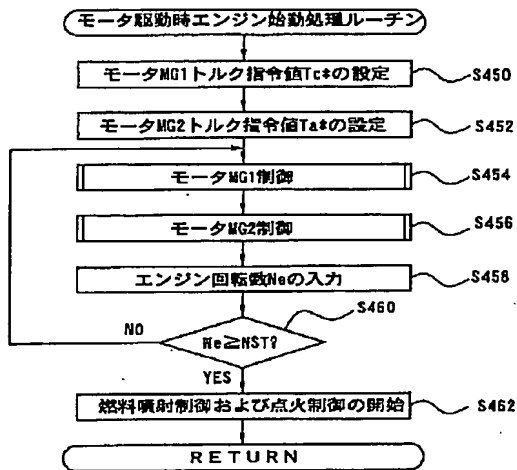 モータ駆動時エンジン始動処理ルーチン
モータMG1トルク指令値Tc*の設定
S450
モータMG2トルク指令値Ta*の設定
S452
モータMG1制御
S454
モータMG2制御
S456
エンジン回転数Neの入力
S458
S460
Ne≧NST?
NO
YES
燃料噴射制御および点火制御の開始
S462
RETURN